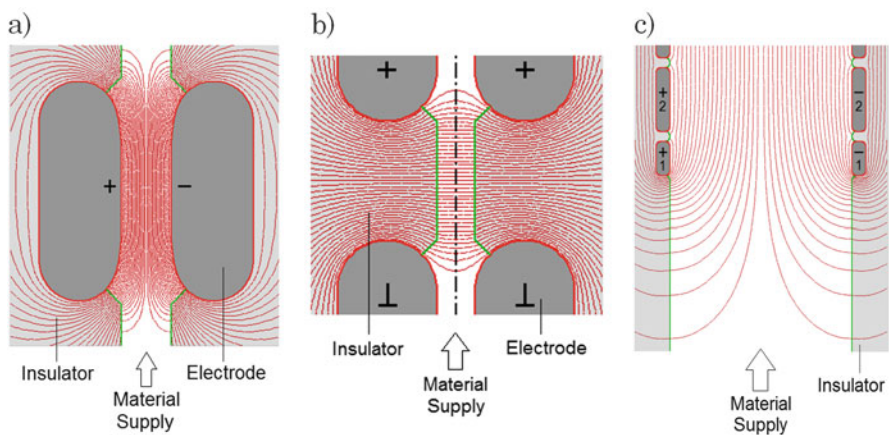 a)
+ −
Insulator
Electrode
Material
Supply
b)
+ +
⊥ ⊥
Insulator
Electrode
Material
Supply
c)
+ −
2 2
+ −
1 1
Material
Supply
Insulator